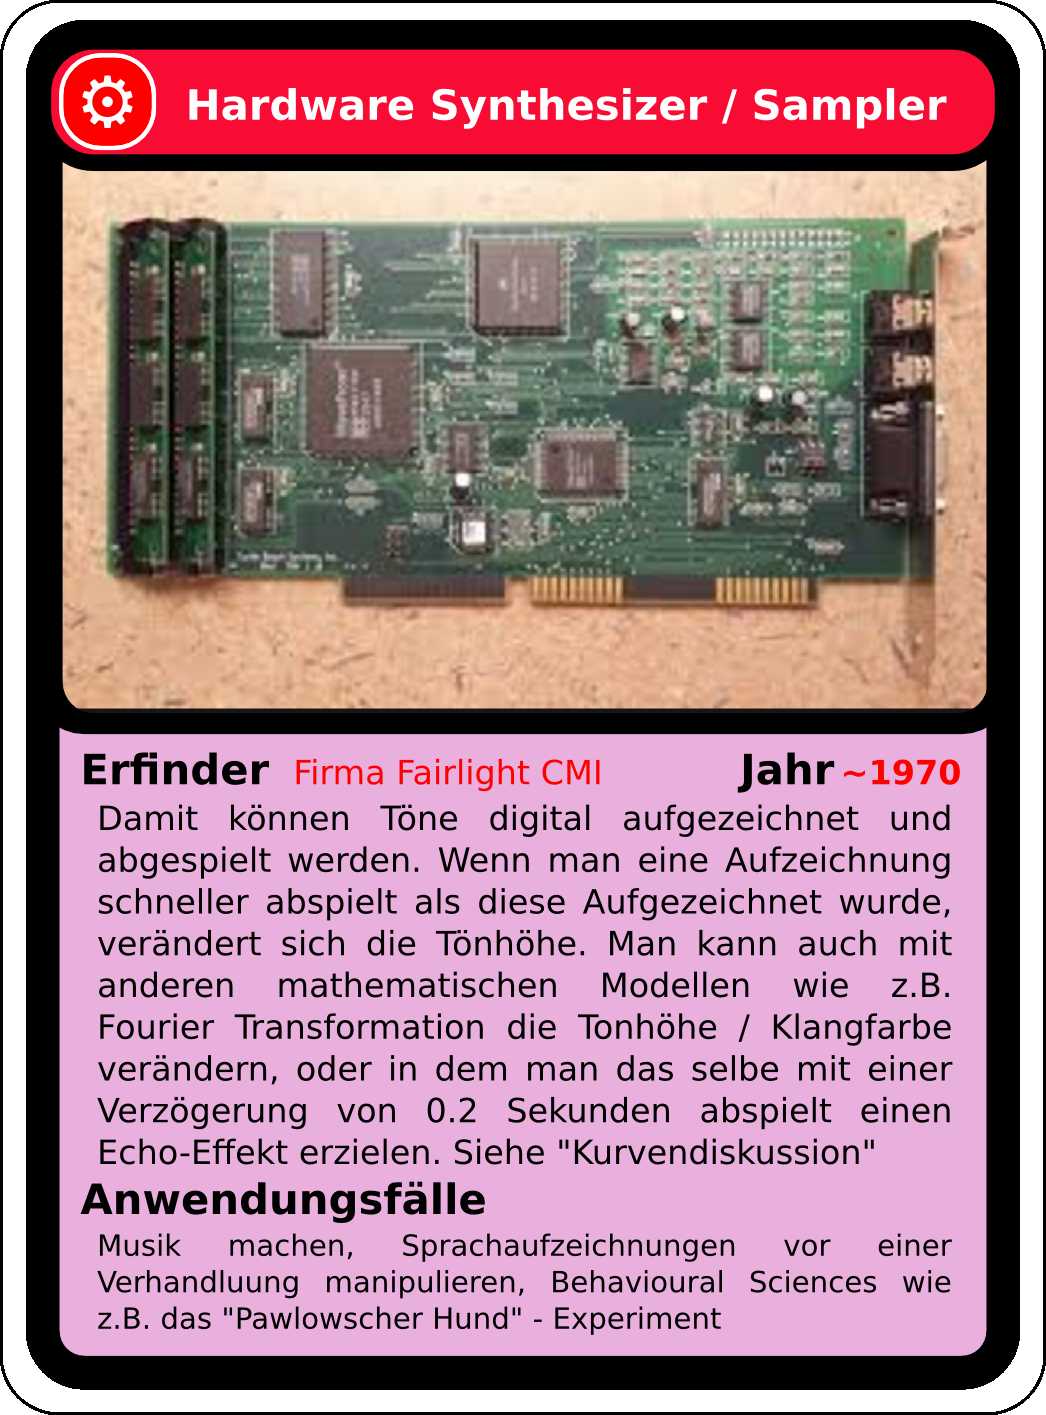 Hardware Synthesizer / Sampler
Erfinder Firma Fairlight CMI Jahr ~1970
Damit können Töne digital aufgezeichnet und
abgespielt werden. Wenn man eine Aufzeichnung
schneller abspielt als diese Aufgezeichnet wurde,
verändert sich die Tönhöhe. Man kann auch mit
anderen mathematischen Modellen wie z.B.
Fourier Transformation die Tonhöhe / Klangfarbe
verändern, oder in dem man das selbe mit einer
Verzögerung von 0.2 Sekunden abspielt einen
Echo-Effekt erzielen. Siehe "Kurvendiskussion"
Anwendungsfälle
Musik machen, Sprachaufzeichnungen vor einer
Verhandluung manipulieren, Behavioural Sciences wie
z.B. das "Pawlowscher Hund" - Experiment